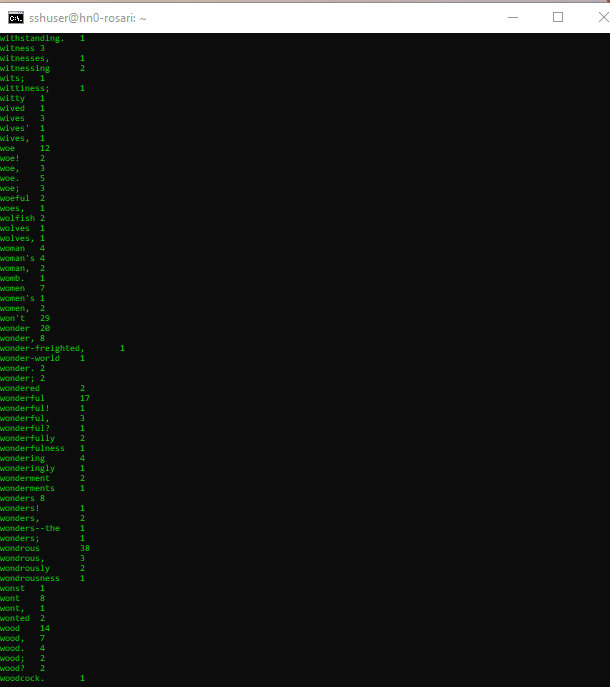 sshuser@hn0-rosari: ~
withstanding. 1
witness 3
witnesses, 1
witnessing 2
wits; 1
wittiness; 1
witty 1
wived 1
wives 3
wives' 1
wives, 1
woe 12
woe! 2
woe, 3
woe. 5
woe; 3
woeful 2
woes, 1
wolfish 2
wolves 1
wolves, 1
woman 4
woman's 4
woman, 2
womb. 1
women 7
women's 1
women, 2
won't 29
wonder 20
wonder, 8
wonder-freighted, 1
wonder-world 1
wonder. 2
wonder; 2
wondered 2
wonderful 17
wonderful! 1
wonderful, 3
wonderful? 1
wonderfully 2
wonderfulness 1
wondering 4
wonderingly 1
wonderment 2
wonderments 1
wonders 8
wonders! 1
wonders, 2
wonders--the 1
wonders; 1
wondrous 38
wondrous, 3
wondrously 2
wondrousness 1
wonst 1
wont 8
wont, 1
wonted 2
wood 14
wood, 7
wood. 4
wood; 2
wood? 2
woodcock. 1